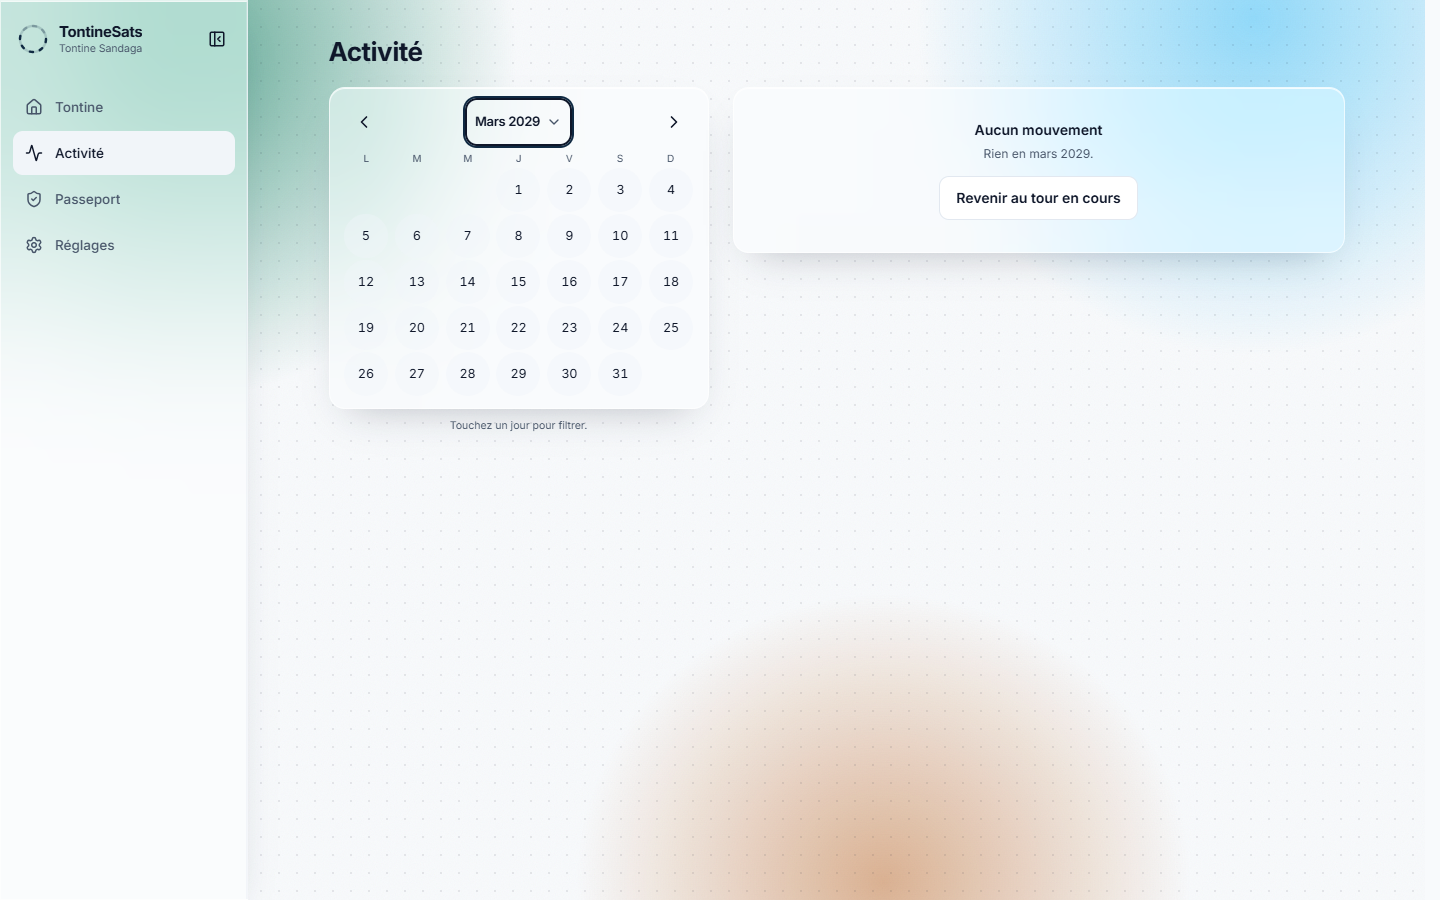 TontineSats
Tontine Sandaga
Tontine
Activité
Passeport
Réglages
Activité
Mars 2029
L M M J V S D
1 2 3 4
5 6 7 8 9 10 11
12 13 14 15 16 17 18
19 20 21 22 23 24 25
26 27 28 29 30 31
Touchez un jour pour filtrer.
Aucun mouvement
Rien en mars 2029.
Revenir au tour en cours